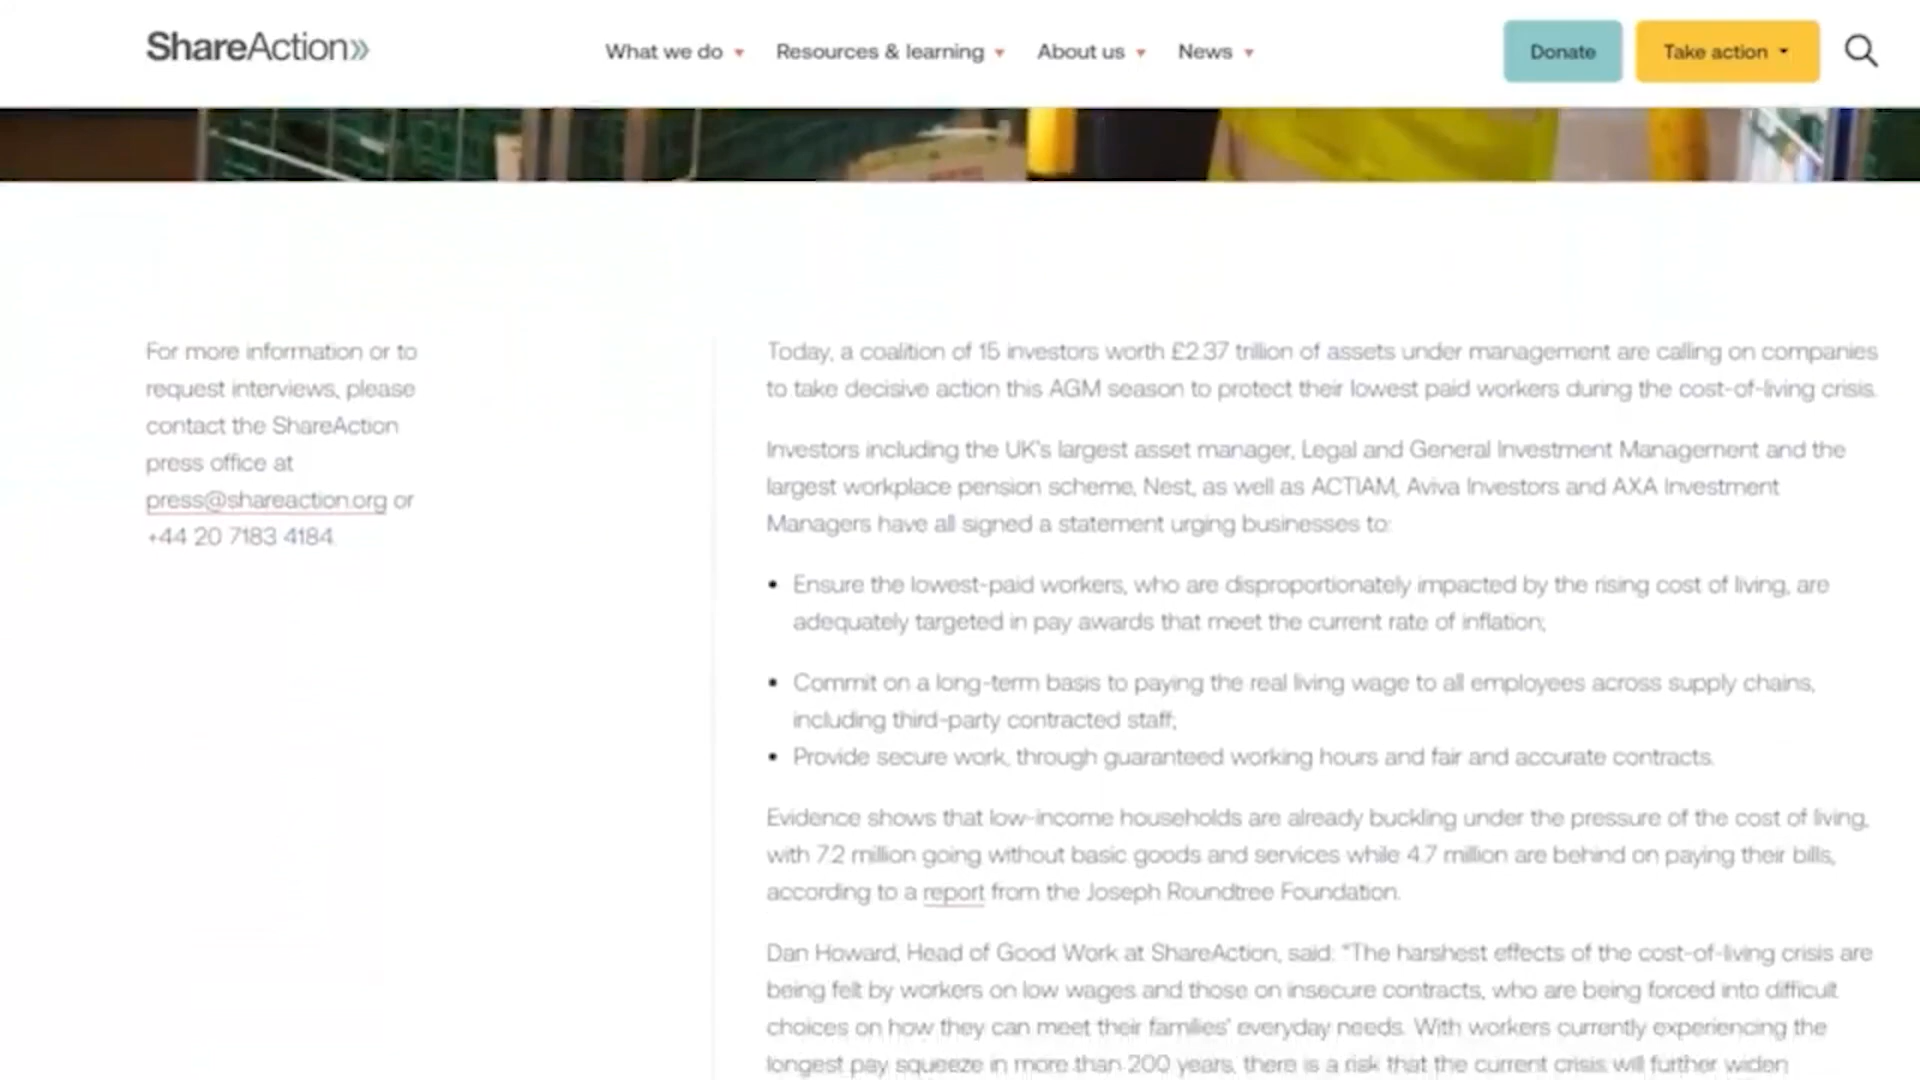 ShareAction»
What we do
Resources & learning
About us
News
Donate
Take action
For more information or to
request interviews, please
contact the ShareAction
press office at
press@shareaction.org or
+44 20 7183 4184.
Today, a coalition of 15 investors worth £2.37 trillion of assets under management are calling on companies
to take decisive action this AGM season to protect their lowest paid workers during the cost-of-living crisis.
Investors including the UK's largest asset manager, Legal and General Investment Management and the
largest workplace pension scheme, Nest, as well as ACTIAM, Aviva Investors and AXA Investment
Managers have all signed a statement urging businesses to:
• Ensure the lowest-paid workers, who are disproportionately impacted by the rising cost of living, are
adequately targeted in pay awards that meet the current rate of inflation;
• Commit on a long-term basis to paying the real living wage to all employees across supply chains,
including third-party contracted staff;
• Provide secure work, through guaranteed working hours and fair and accurate contracts.
Evidence shows that low-income households are already buckling under the pressure of the cost of living,
with 7.2 million going without basic goods and services while 4.7 million are behind on paying their bills,
according to a report from the Joseph Roundtree Foundation.
Dan Howard, Head of Good Work at ShareAction, said: "The harshest effects of the cost-of-living crisis are
being felt by workers on low wages and those on insecure contracts, who are being forced into difficult
choices on how they can meet their families' everyday needs. With workers currently experiencing the
longest pay squeeze in more than 200 years, there is a risk that the current crisis will further widen